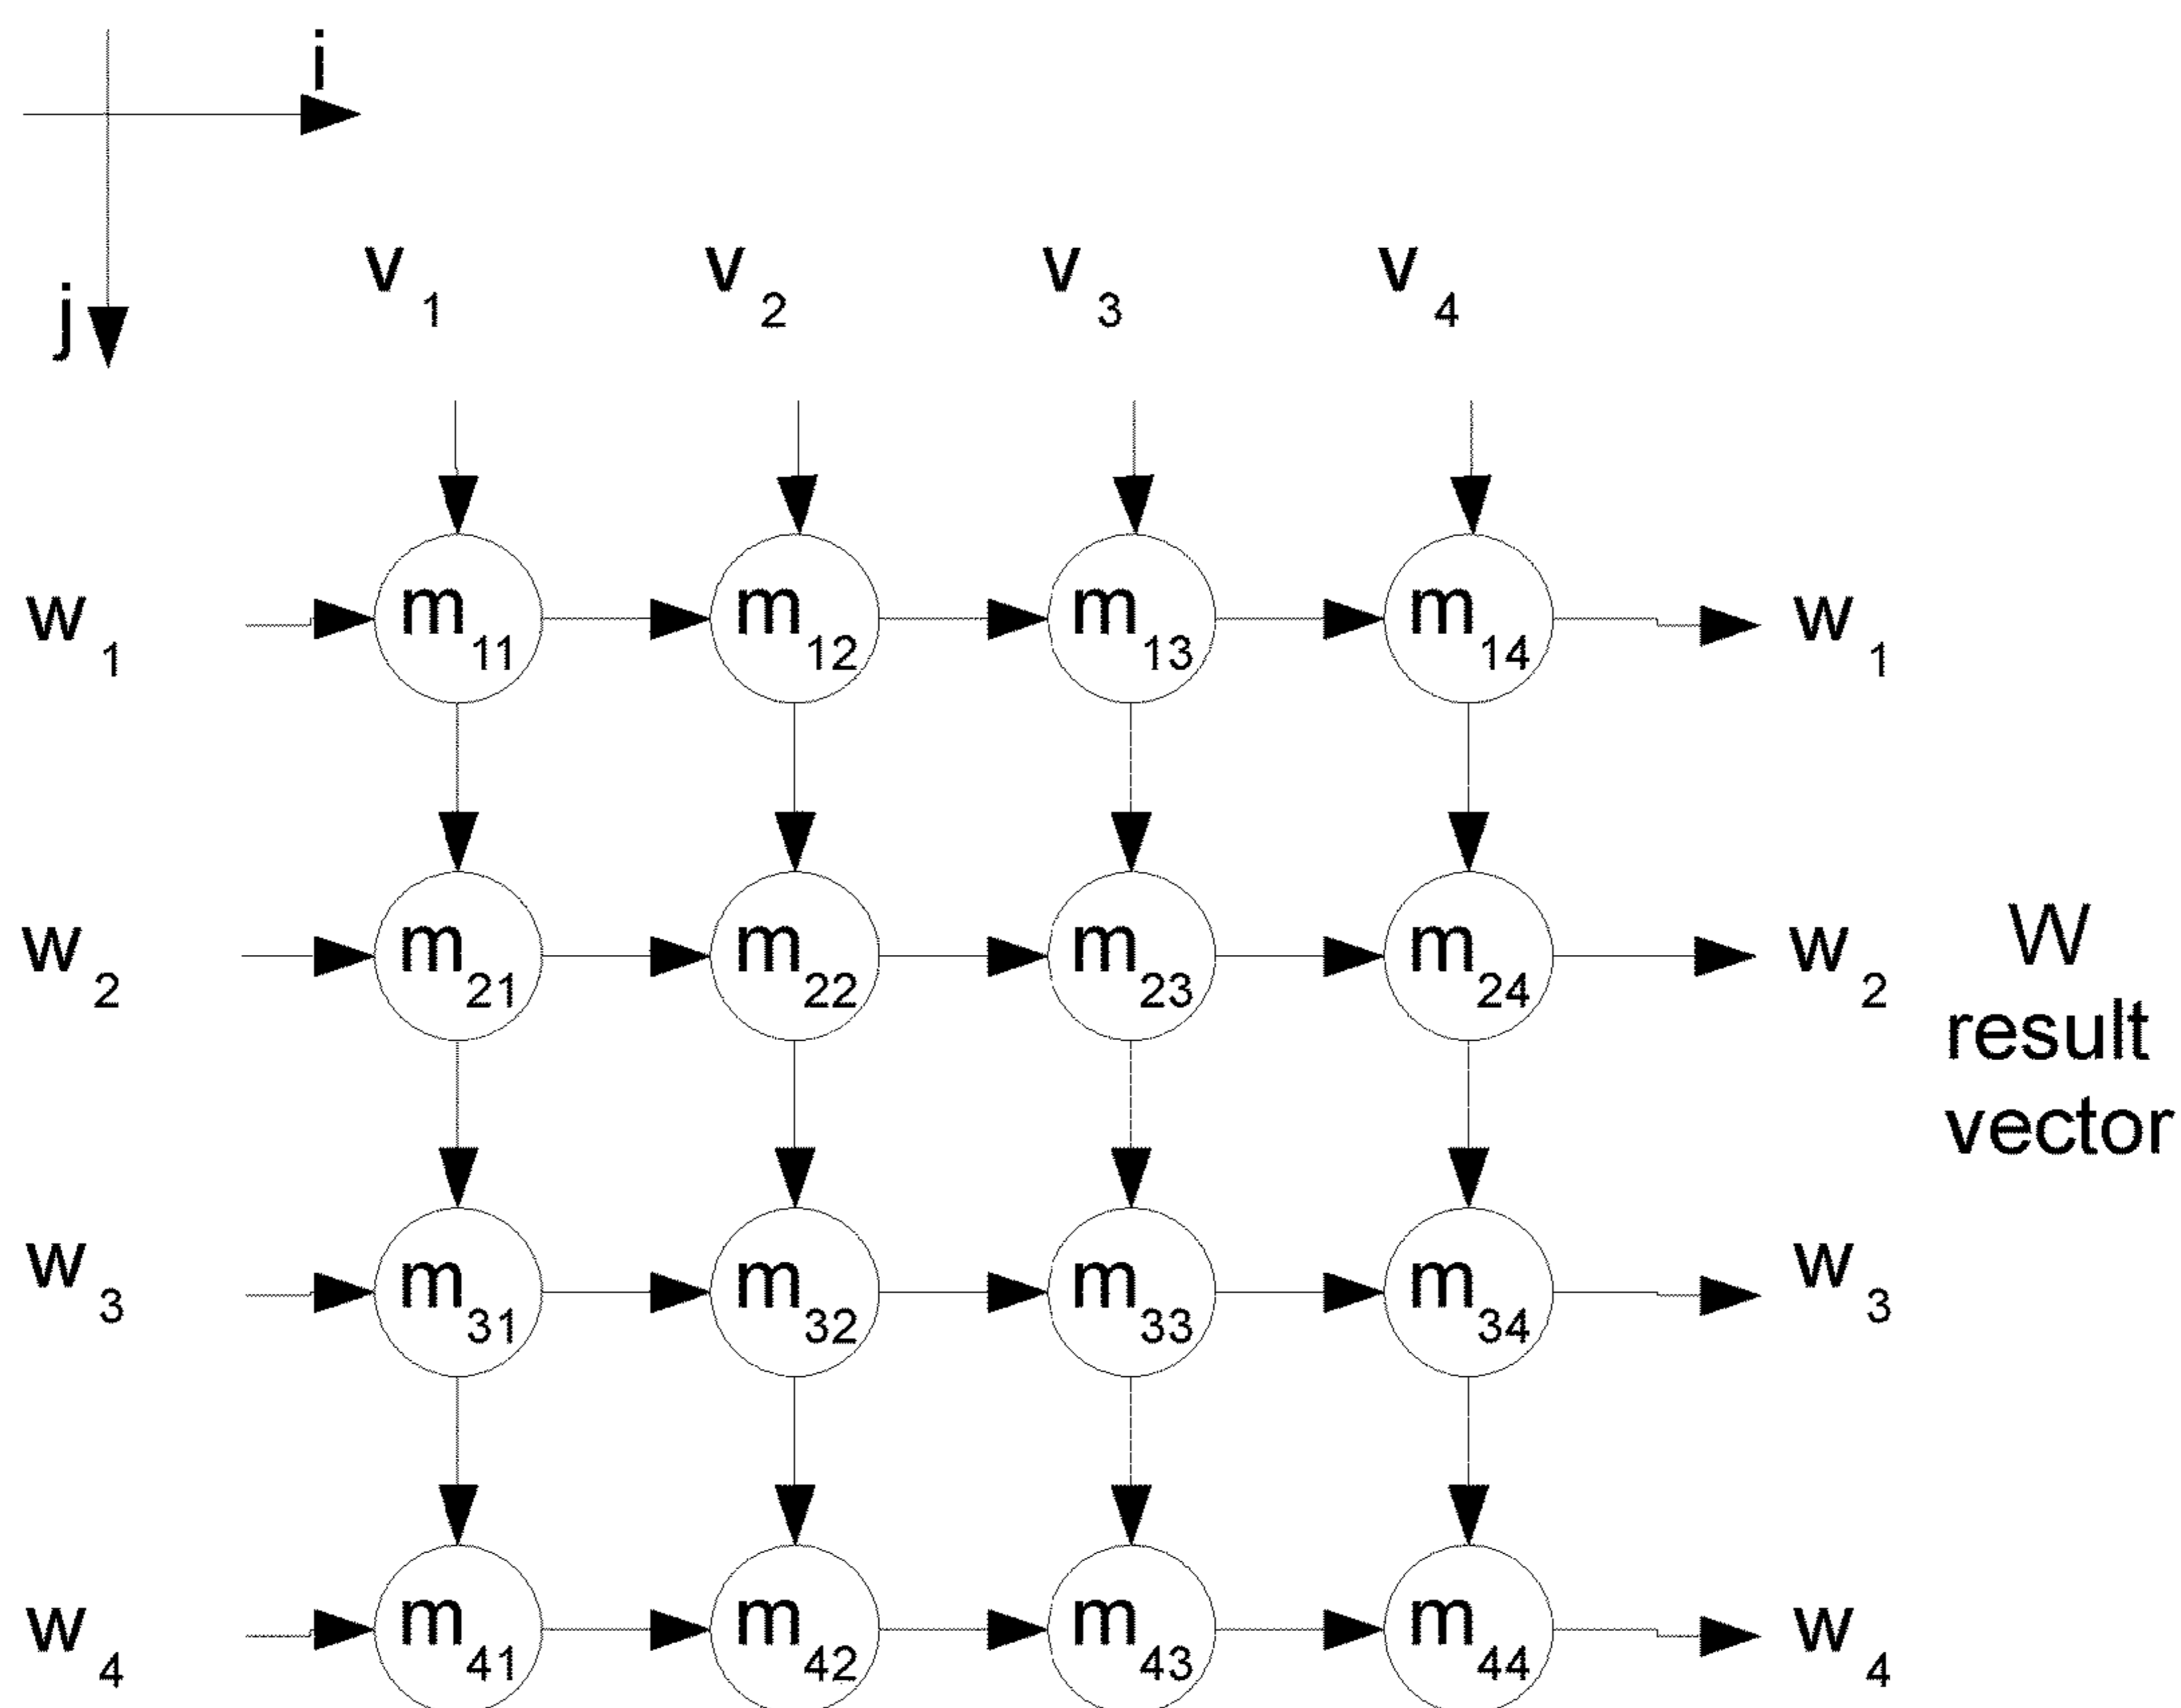 i
j
v1 v2 v3 v4
w1 m11 m12 m13 m14 w1
w2 m21 m22 m23 m24 w2 W
result
vector
w3 m31 m32 m33 m34 w3
w4 m41 m42 m43 m44 w4